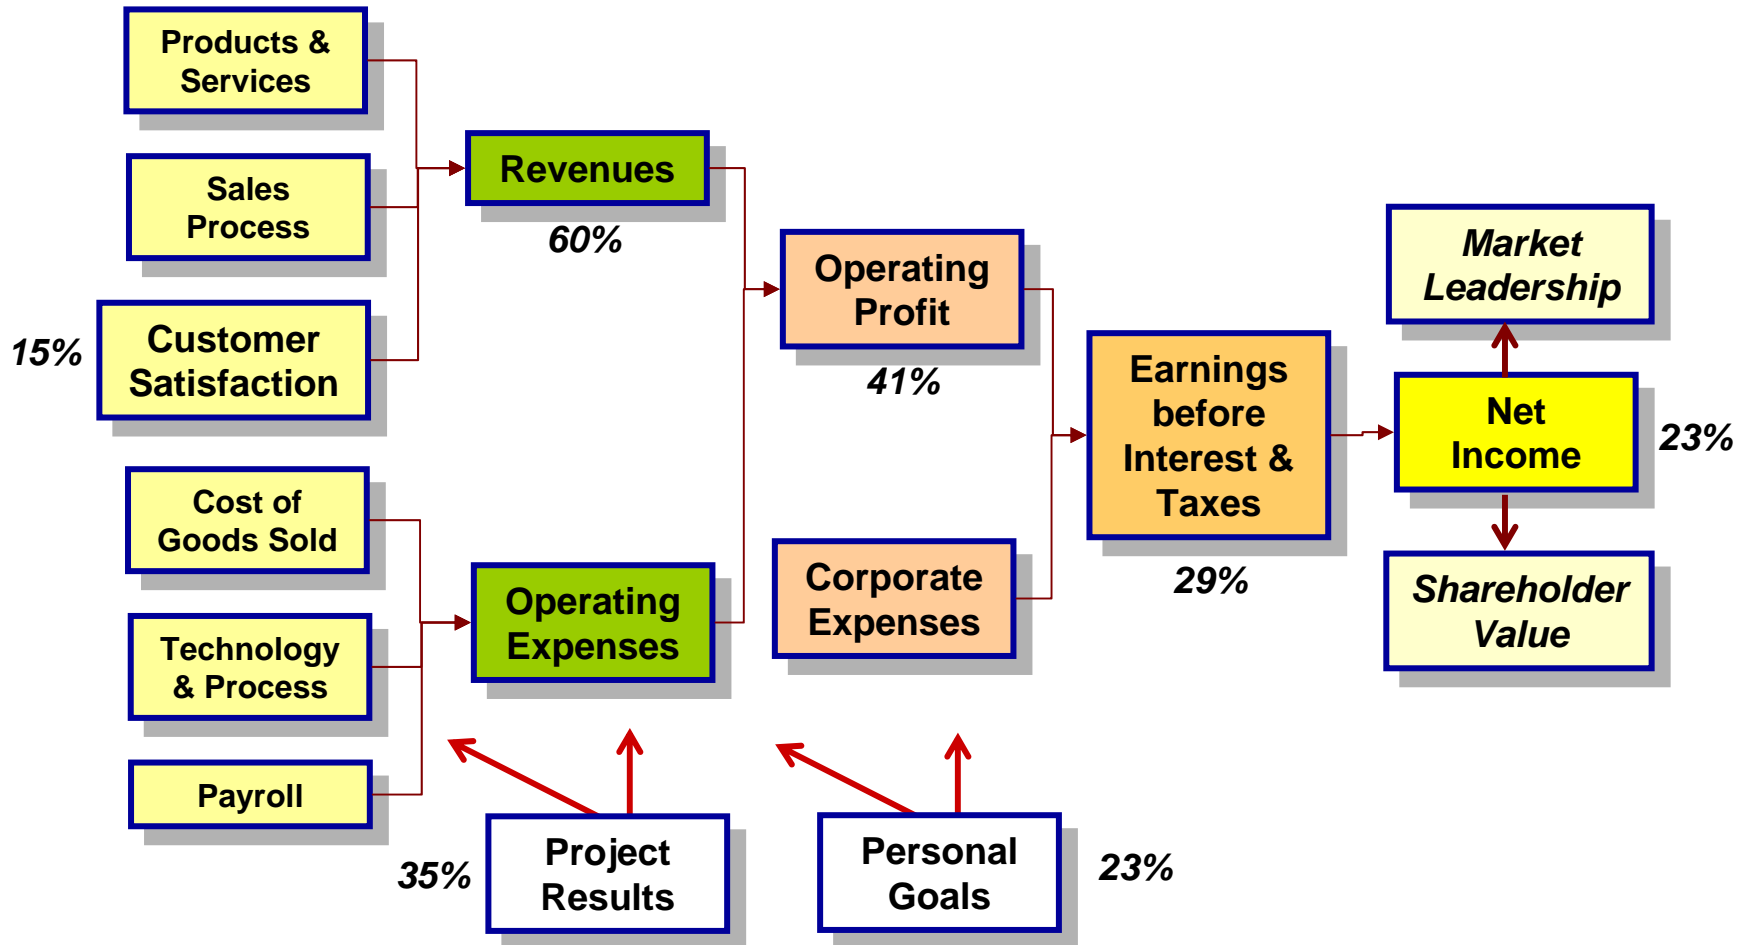 Products &
Services
Sales
Process
15%
Customer
Satisfaction
Cost of
Goods Sold
Technology
& Process
Payroll
Revenues
60%
Operating
Expenses
35%
Project
Results
Operating
Profit
41%
Corporate
Expenses
Personal
Goals
23%
Earnings
before
Interest &
Taxes
29%
Market
Leadership
Net
Income
23%
Shareholder
Value